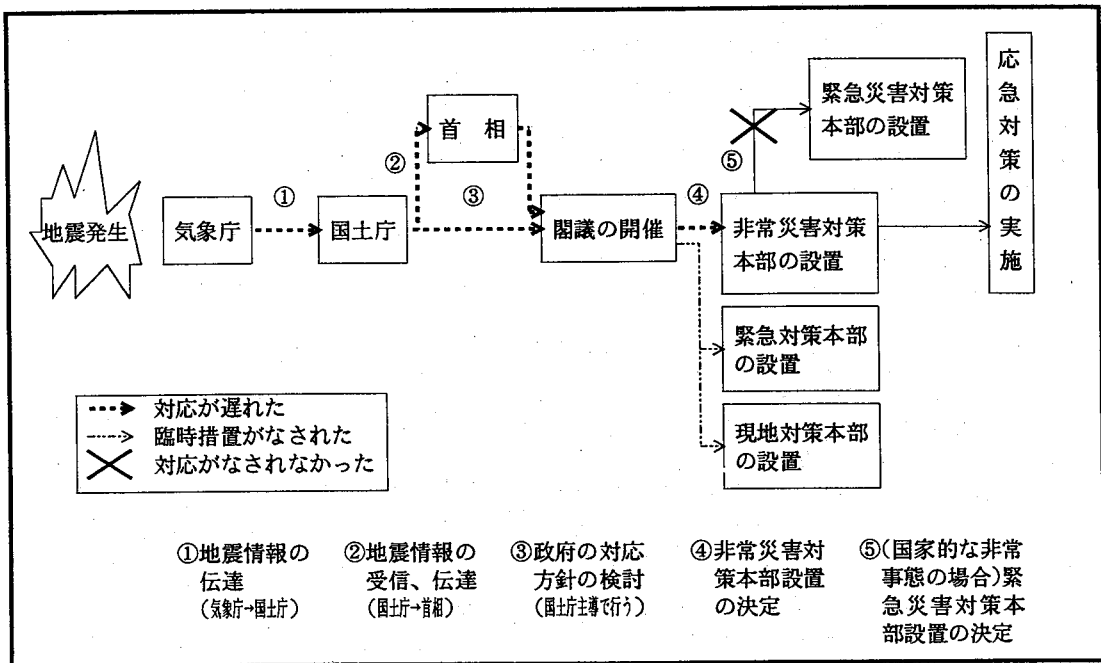 地震発生
気象庁
①
国土庁
②
首　相
③
閣議の開催
④
非常災害対策
本部の設置
⑤
緊急災害対策
本部の設置
応急対策の実施
緊急対策本部
の設置
現地対策本部
の設置
対応が遅れた
臨時措置がなされた
対応がなされなかった
①地震情報の
伝達
(気象庁→国土庁)
②地震情報の
受信、伝達
(国土庁→首相)
③政府の対応
方針の検討
(国土庁主導で行う)
④非常災害対
策本部設置
の決定
⑤(国家的な非常
事態の場合)緊
急災害対策本
部設置の決定